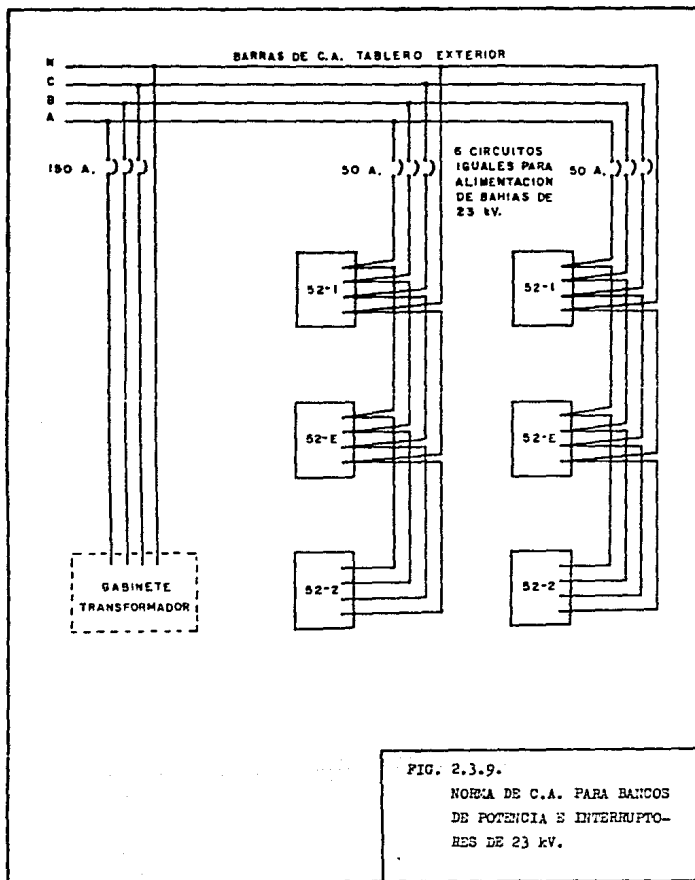 BARRAS DE C.A. TABLERO EXTERIOR
N
C
B
A
150 A.
50 A.
6 CIRCUITOS
IGUALES PARA
ALIMENTACION
DE BAHIAS DE
23 kV.
50 A.
52-1
52-1
52-E
52-E
52-2
52-2
GABINETE
TRANSFORMADOR
FIG. 2.3.9.
NORMA DE C.A. PARA BANCOS
DE POTENCIA E INTERRUPTO-
RES DE 23 kV.